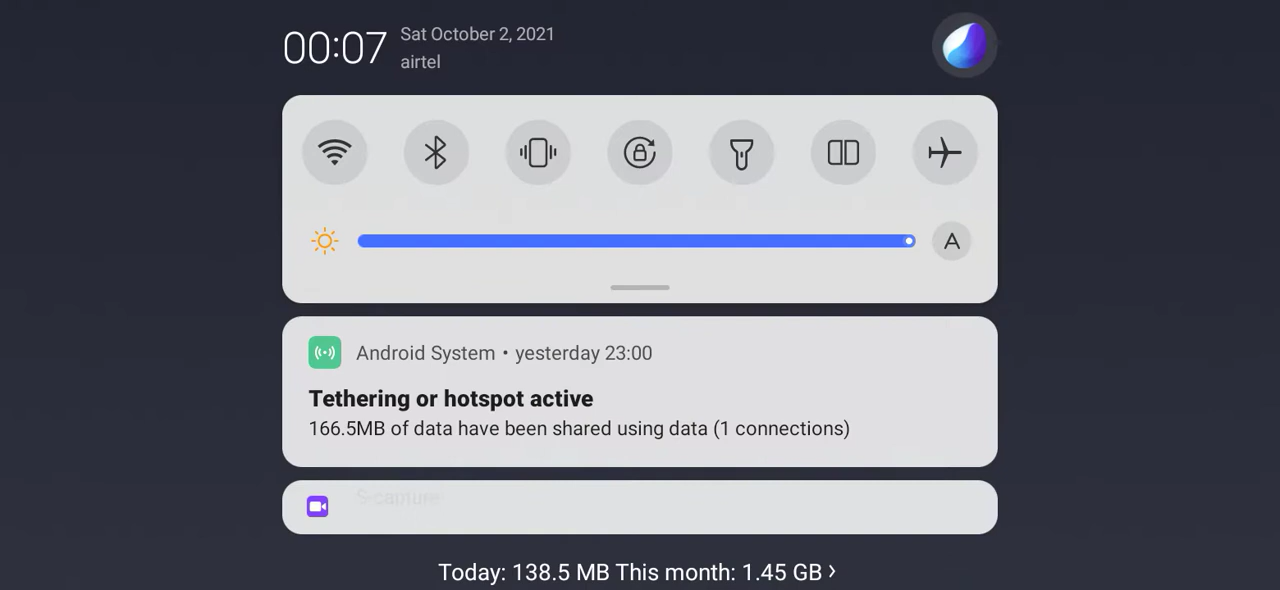 00:07
Sat October 2, 2021
airtel
A
Android System • yesterday 23:00
Tethering or hotspot active
166.5MB of data have been shared using data (1 connections)
S-capture
Today: 138.5 MB This month: 1.45 GB ›